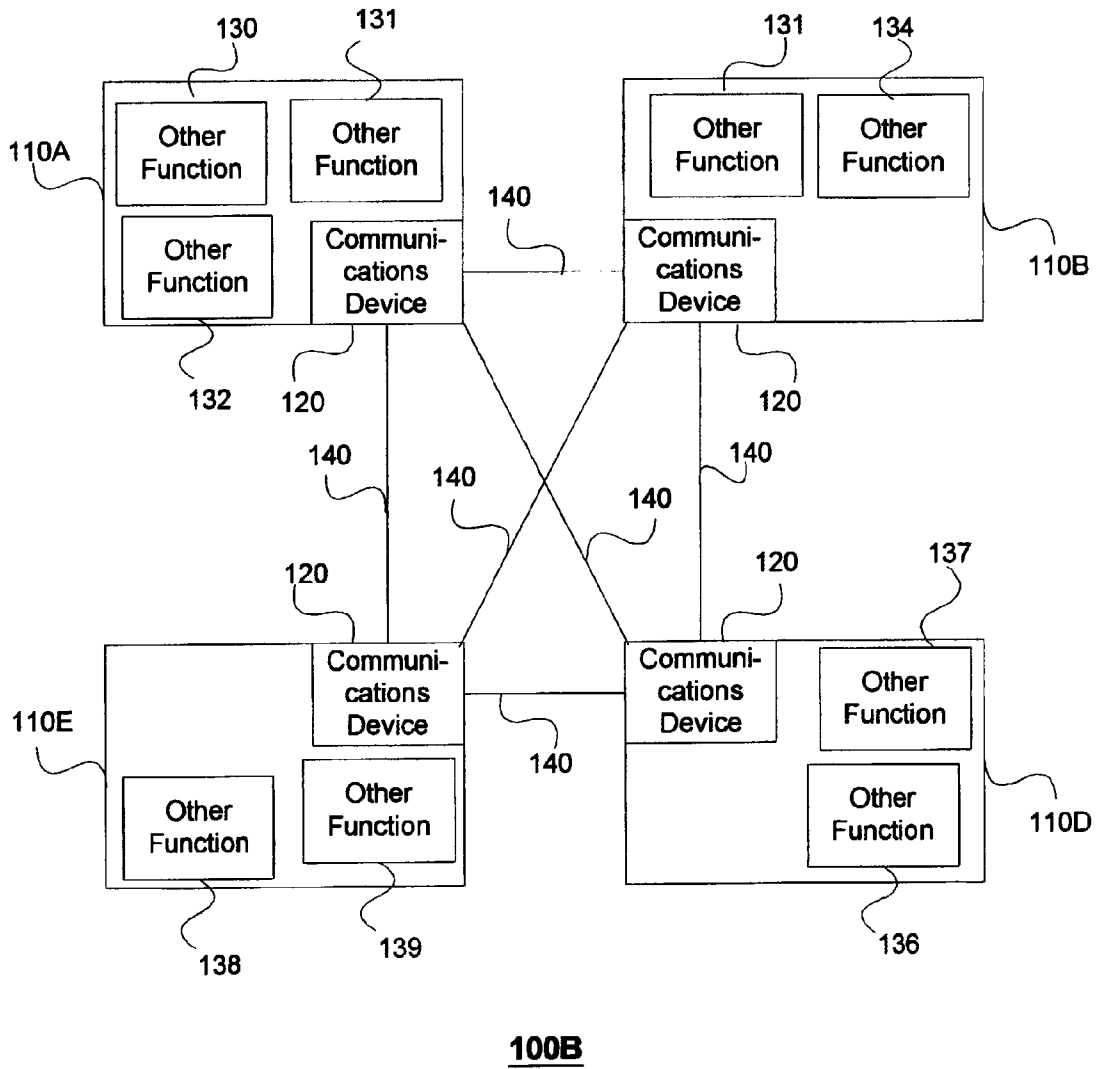 130
131
131
134
Other
Function
Other
Function
Other
Function
Other
Function
110A
140
Other
Function
Communi-
cations
Device
Communi-
cations
Device
110B
132
120
120
140
140
140
140
120
120
137
Communi-
cations
Device
Communi-
cations
Device
Other
Function
110E
140
Other
Function
Other
Function
Other
Function
110D
138
139
136
100B